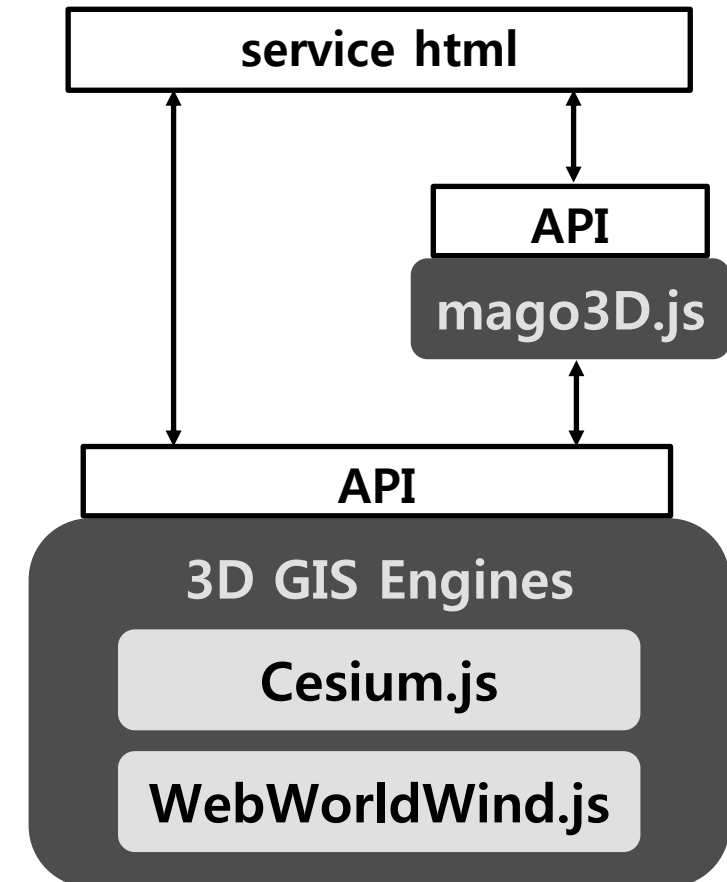 service html
API
mago3D.js
API
3D GIS Engines
Cesium.js
WebWorldWind.js